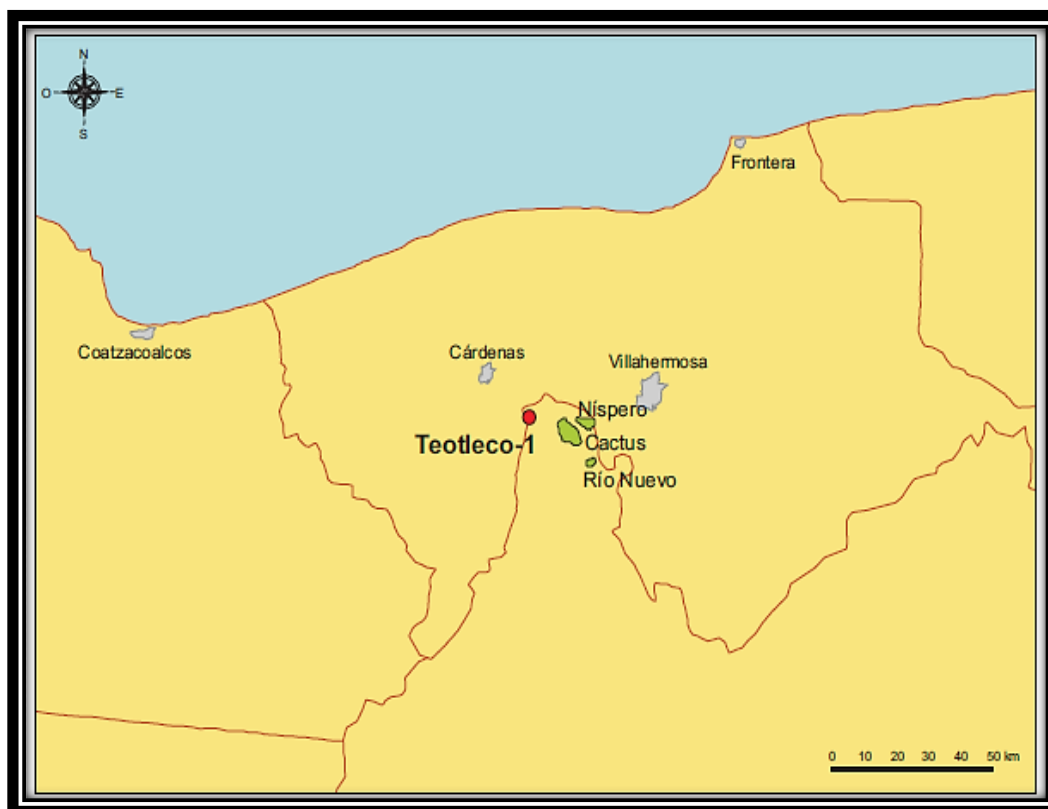 N
O E
S
Frontera
Coatzacoalcos
Cárdenas
Villahermosa
Níspero
Teotleco-1
Cactus
Río Nuevo
0 10 20 30 40 50 km